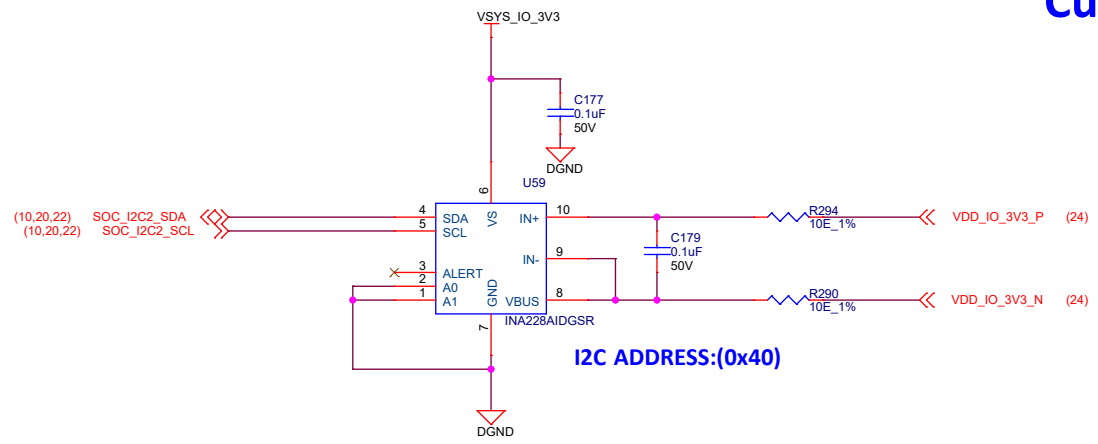 Cu
VSYS_IO_3V3
C177
0.1uF
50V
DGND
U59
6
(10,20,22) SOC_I2C2_SDA
4
SDA
VS
IN+
10
R294
10E_1%
VDD_IO_3V3_P (24)
(10,20,22) SOC_I2C2_SCL
5
SCL
C179
0.1uF
50V
IN-
9
3
ALERT
2
A0
1
A1
GND
VBUS
8
R290
10E_1%
VDD_IO_3V3_N (24)
7
INA228AIDGSR
I2C ADDRESS:(0x40)
DGND